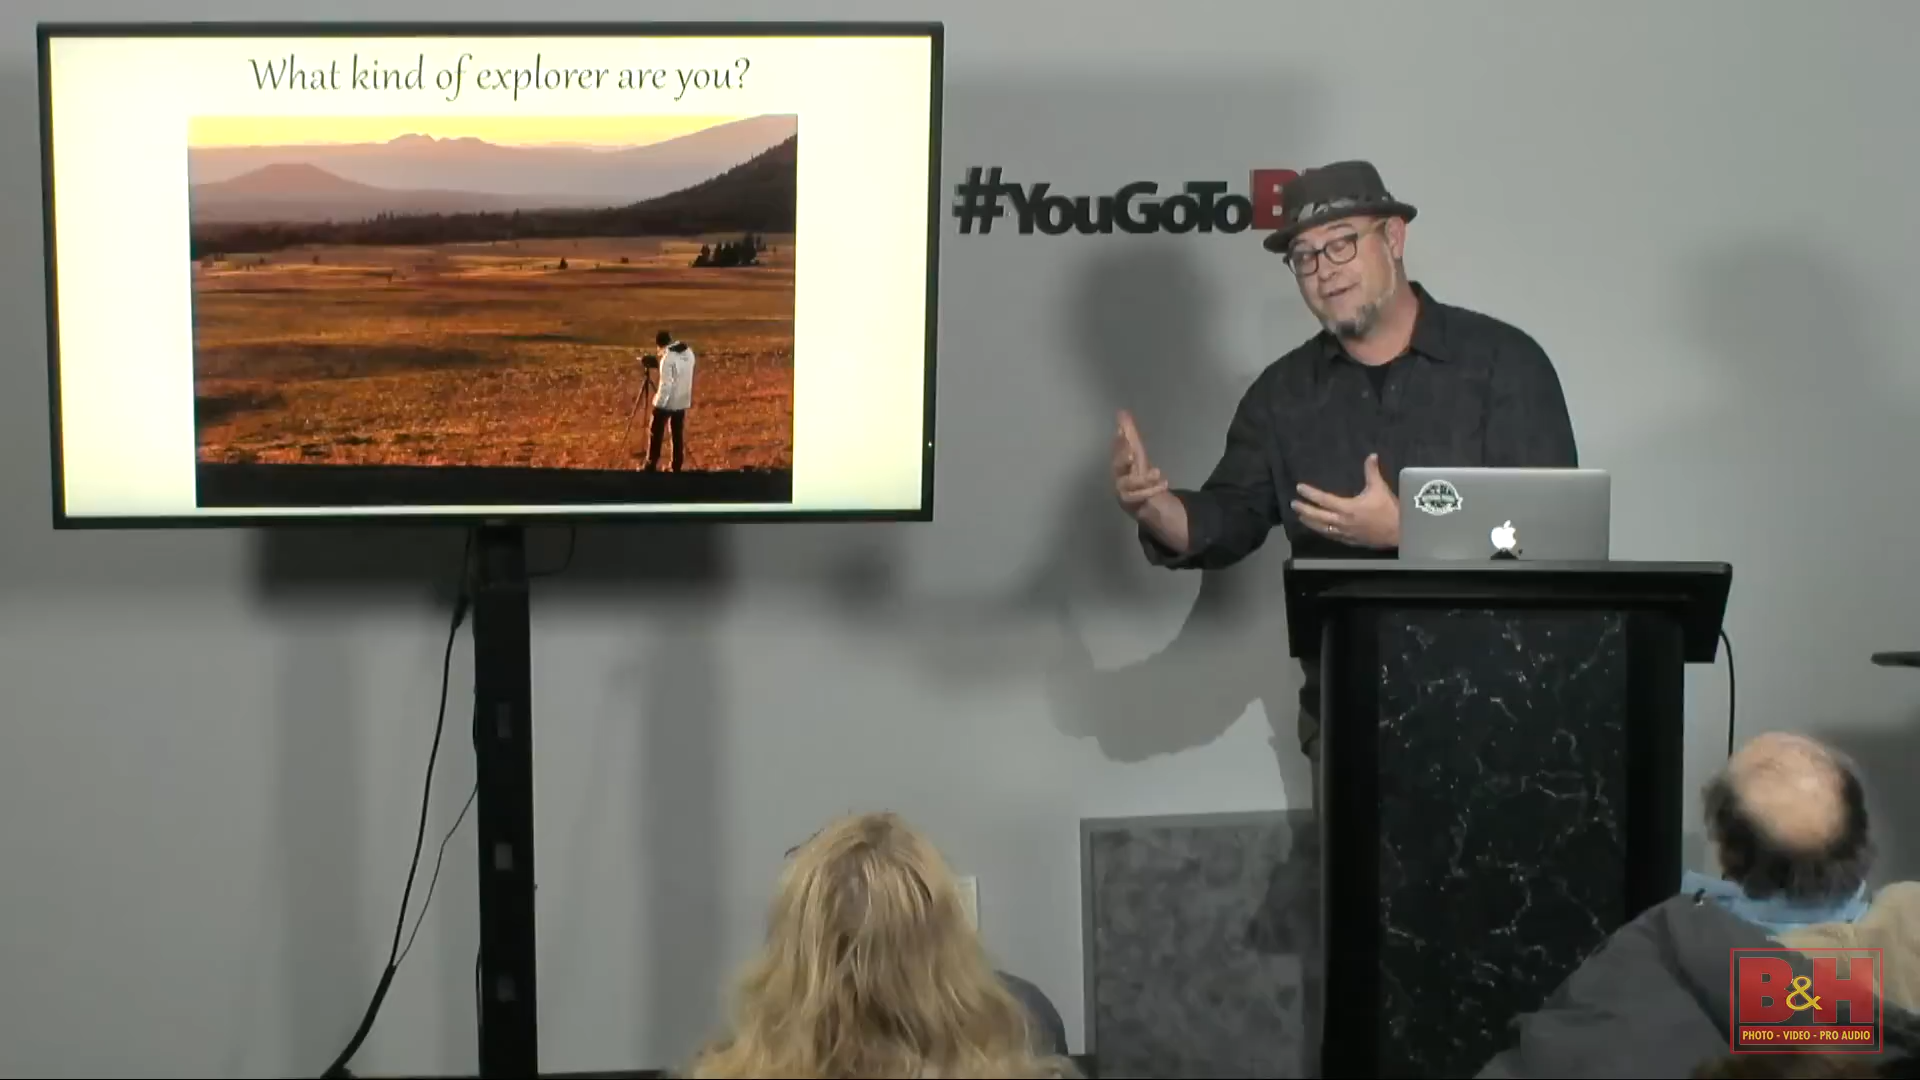 What kind of explorer are you?
#YouGoToB
B&H
PHOTO - VIDEO - PRO AUDIO